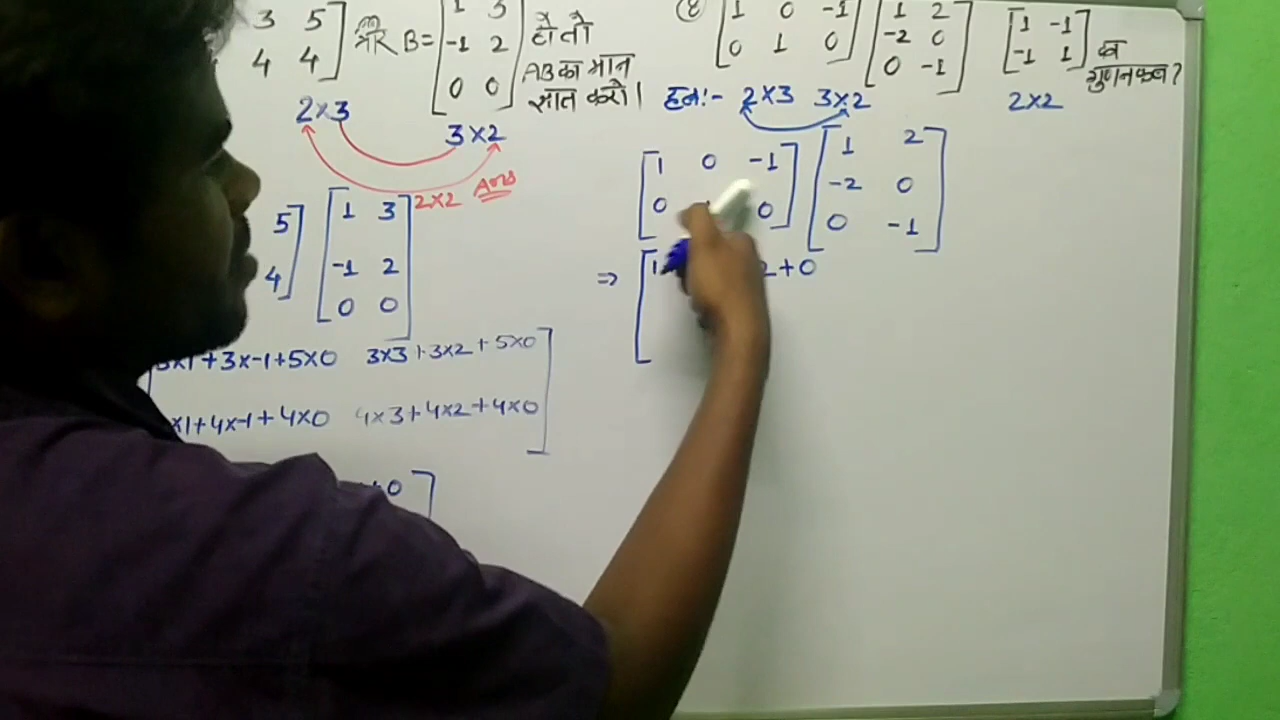 3 5
4 4
और B=
1 3
-1 2
0 0
हो तो
AB का मान
ज्ञात करो।
2×3
3×2
2×2 Ans
5
4
1 3
-1 2
0 0
3×1+3×-1+5×0 3×3+3×2+5×0
×1+4×-1+4×0 4×3+4×2+4×0
+0
1 0 -1
0 1 0
1 2
-2 0
0 -1
1 -1
-1 1
का
गुणनफल?
हल:- 2×3 3×2 2×2
1 0 -1
0 0
1 2
-2 0
0 -1
⇒ 1 2+0